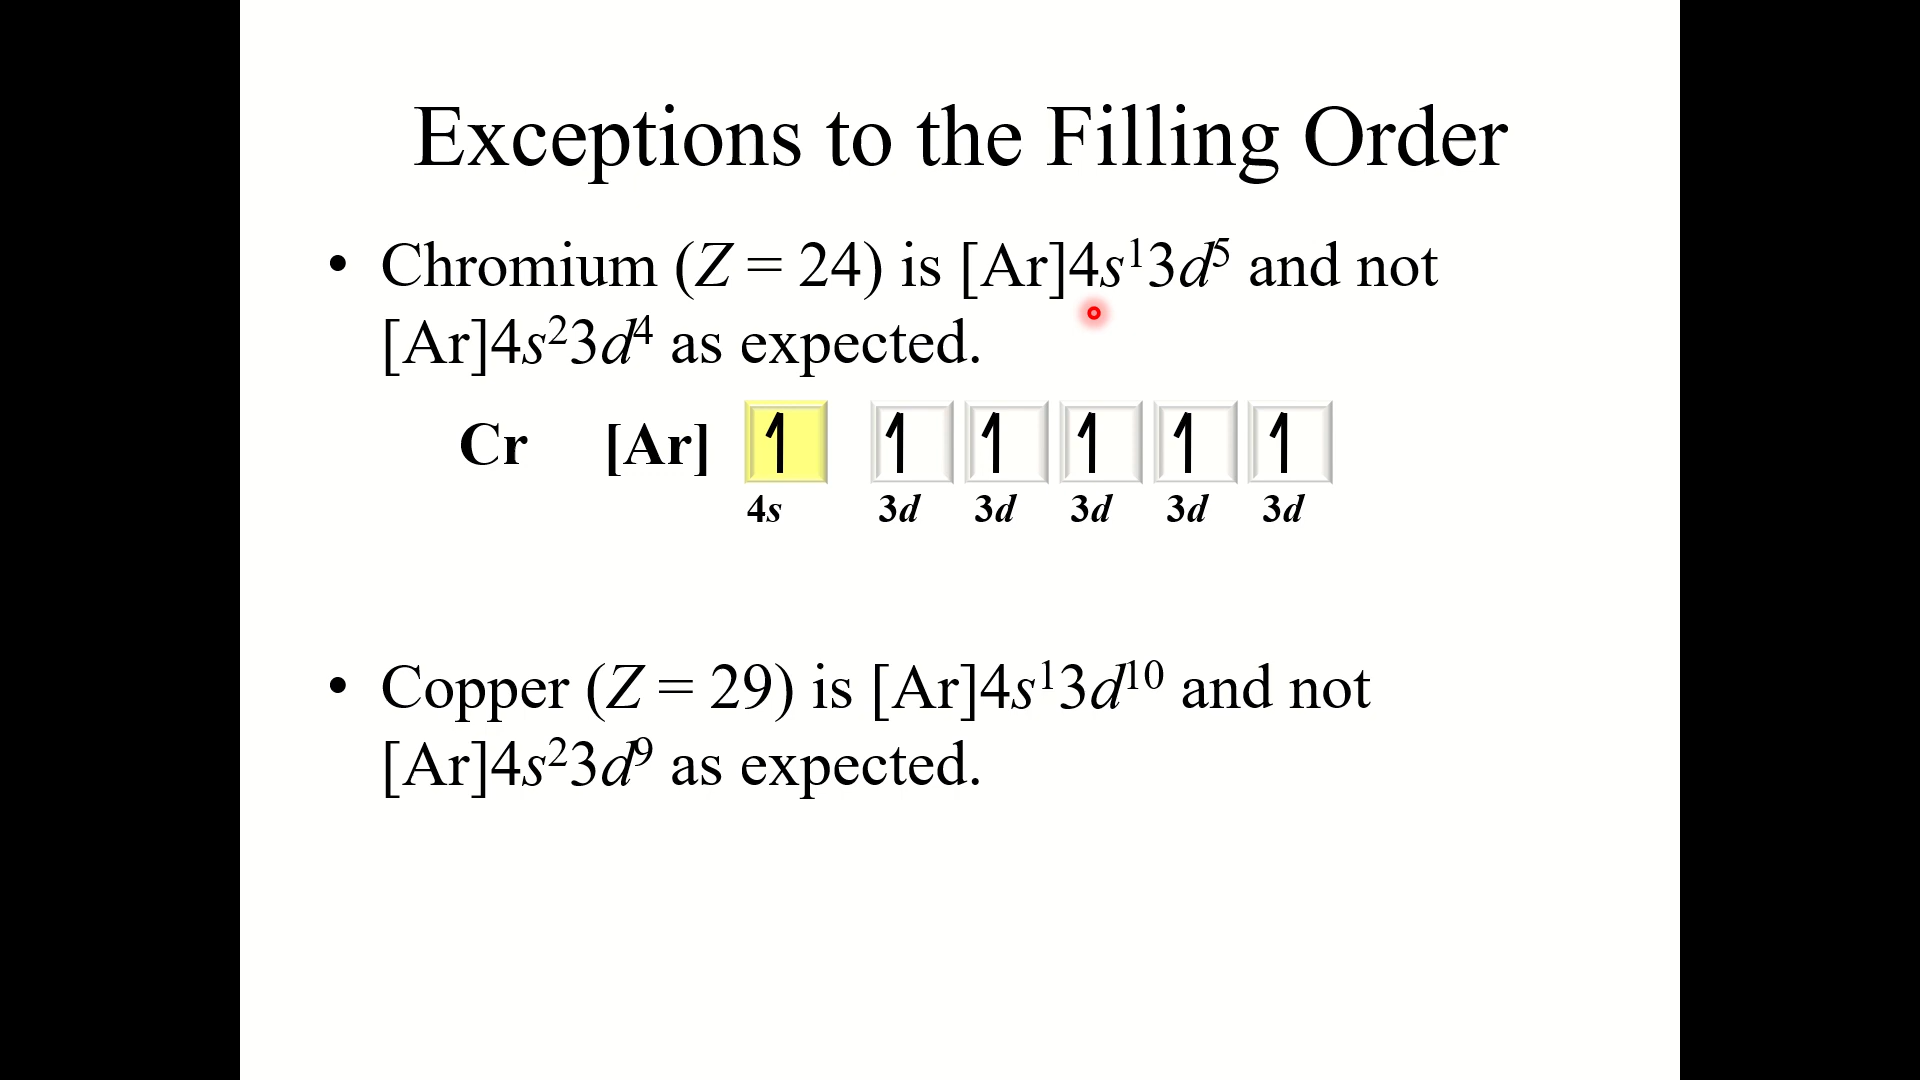 Exceptions to the Filling Order
• Chromium (Z = 24) is [Ar]4s¹3d⁵ and not
[Ar]4s²3d⁴ as expected.
Cr [Ar] ↿ ↿ ↿ ↿ ↿ ↿
4s 3d 3d 3d 3d 3d
• Copper (Z = 29) is [Ar]4s¹3d¹⁰ and not
[Ar]4s²3d⁹ as expected.